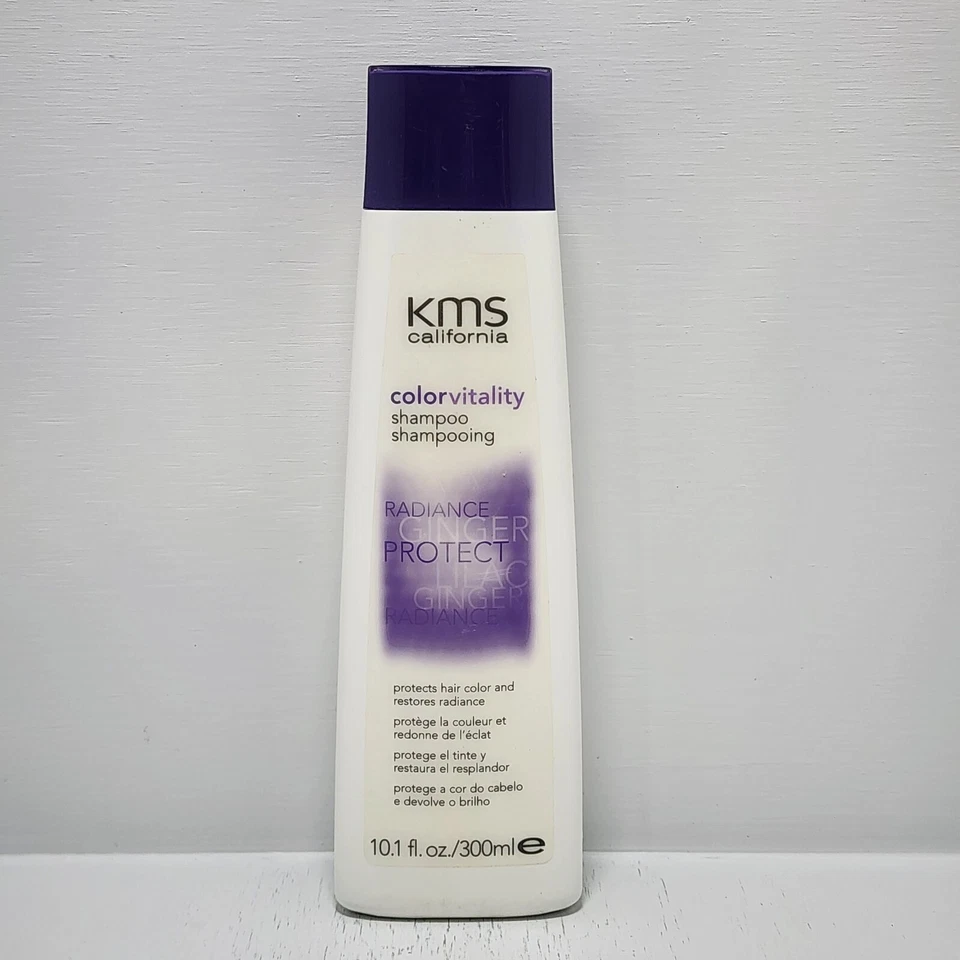 kms
california
colorvitality
shampoo
shampooing
RADIANCE
GINGER
PROTECT
LILAC
GINGER
RADIANCE
protects hair color and
restores radiance
protège la couleur et
redonne de l'éclat
protege el tinte y
restaura el resplandor
protege a cor do cabelo
e devolve o brilho
10.1 fl. oz./300ml e